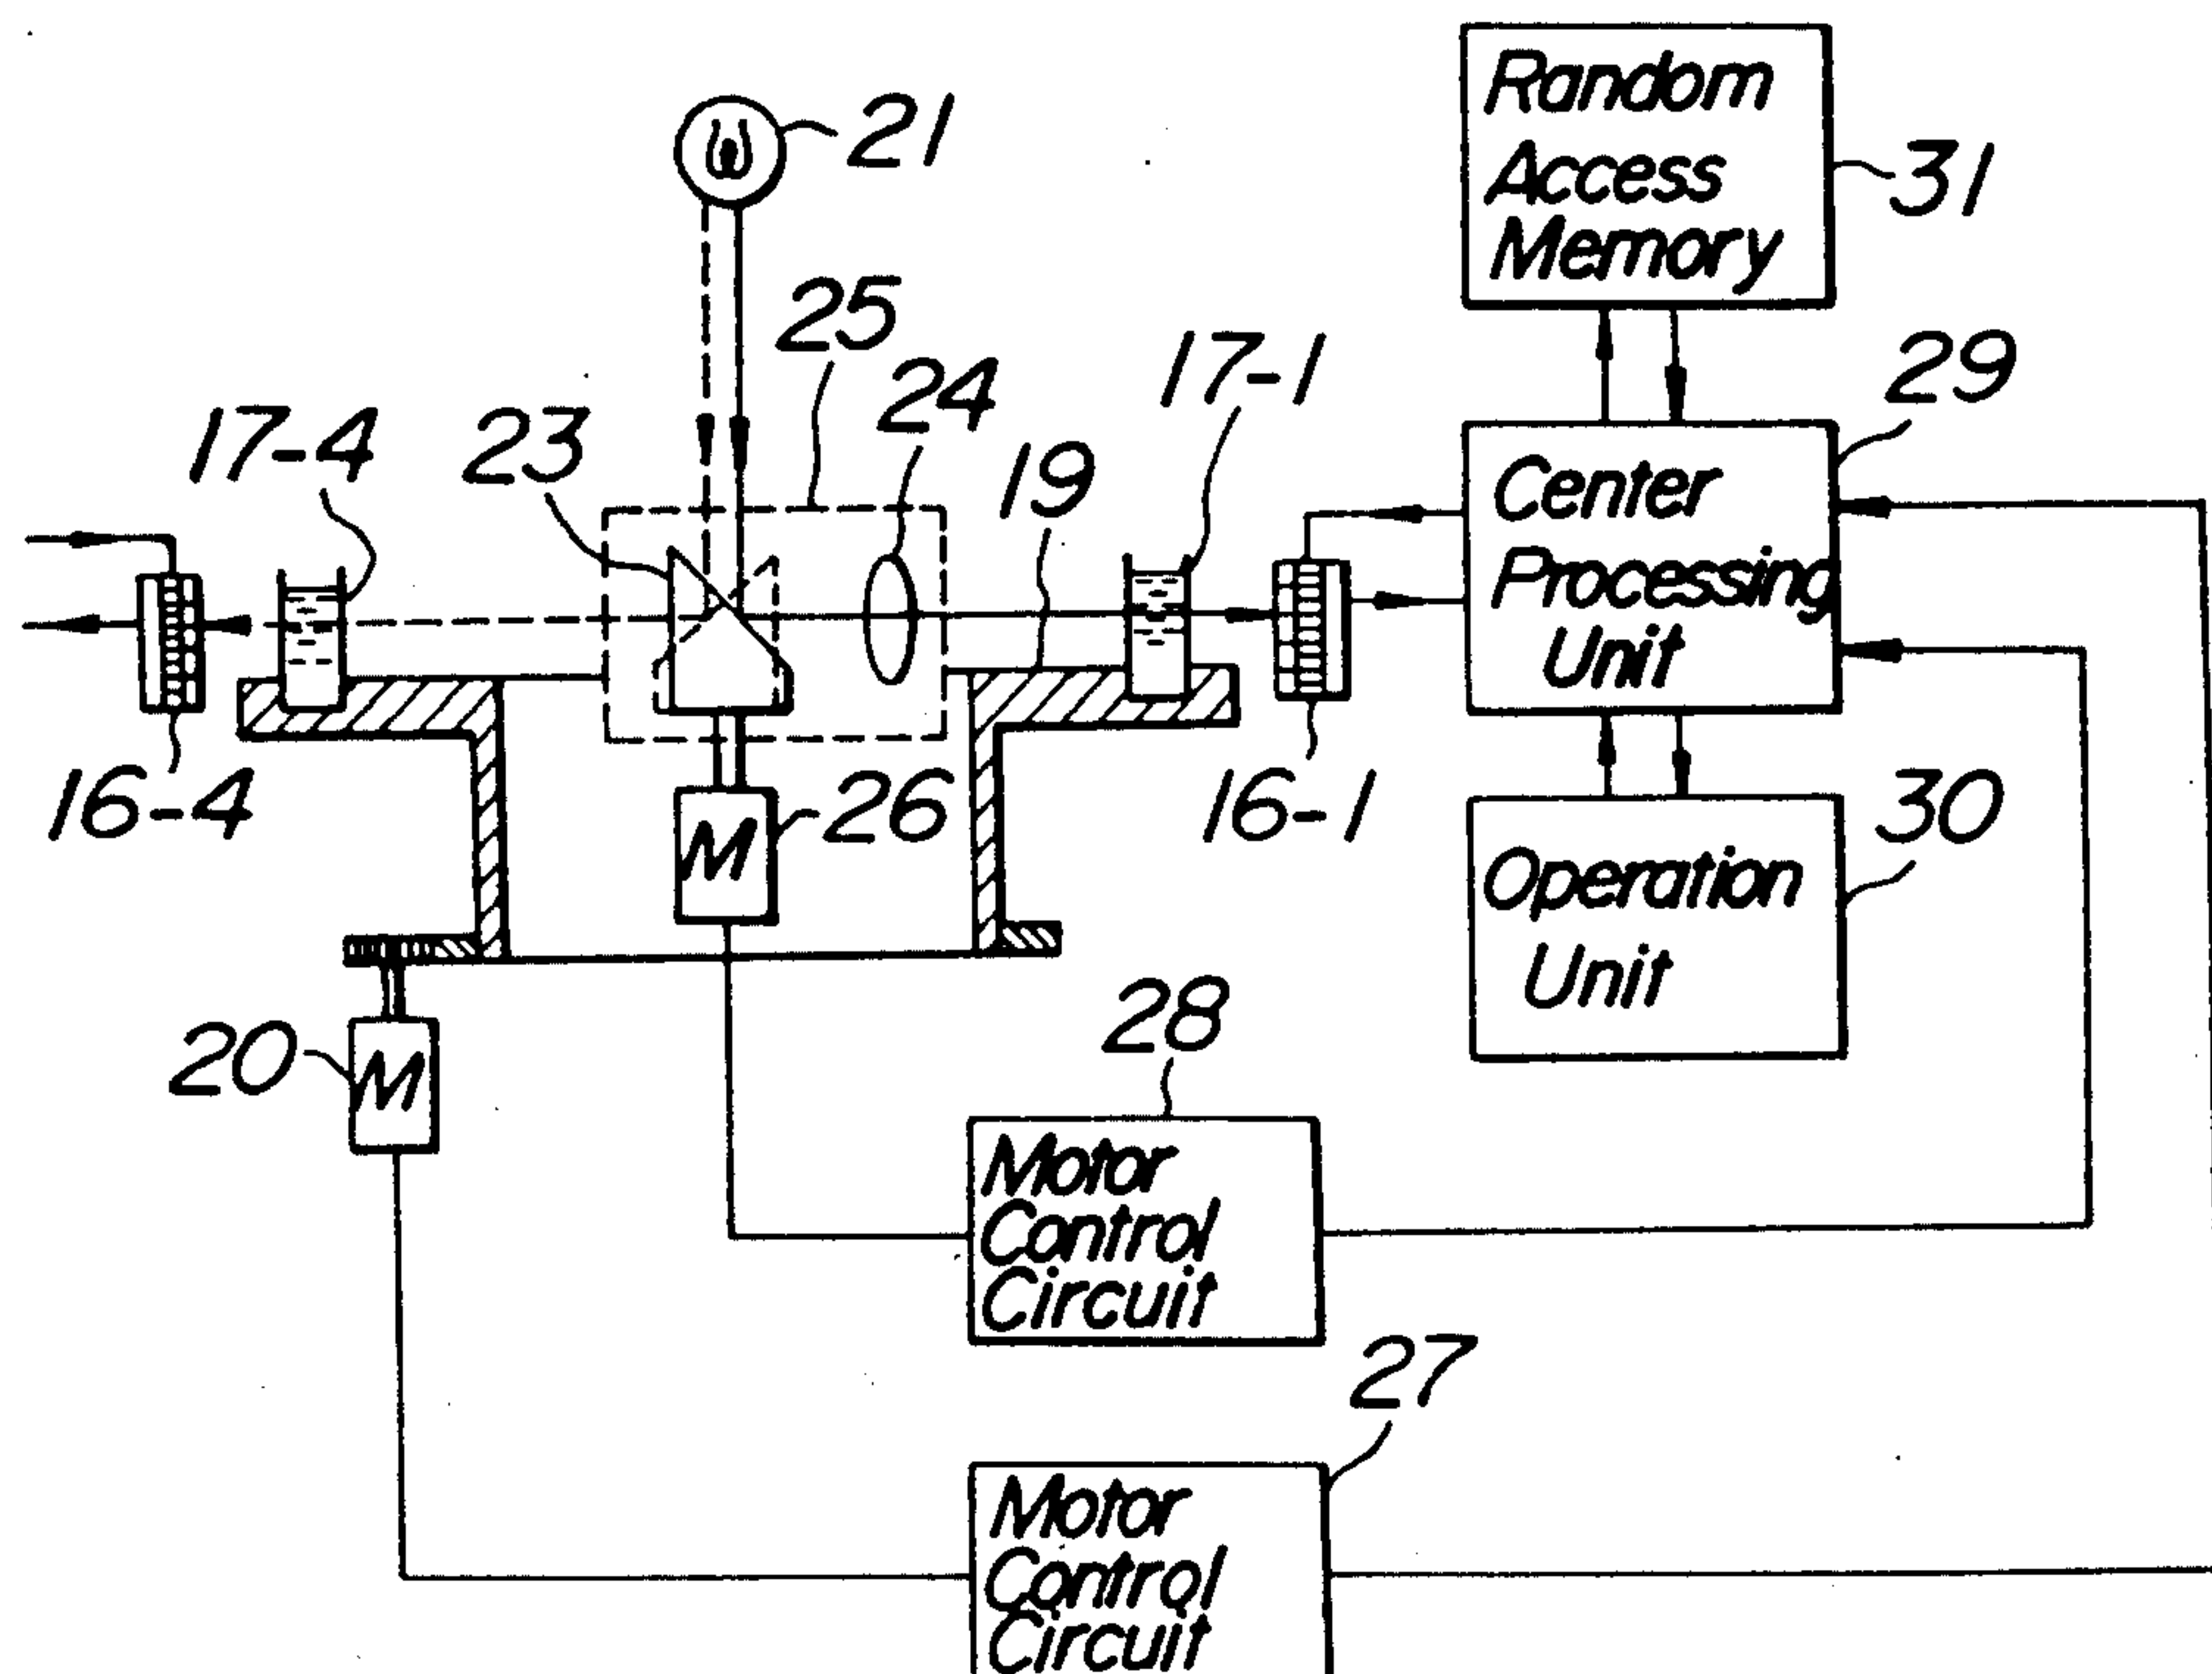 Random
Access
Memory
21
31
25
24
17-1
29
17-4
23
19
Center
Processing
Unit
16-4
M
26
16-1
30
Operation
Unit
20
M
28
Motor
Control
Circuit
27
Motor
Control
Circuit